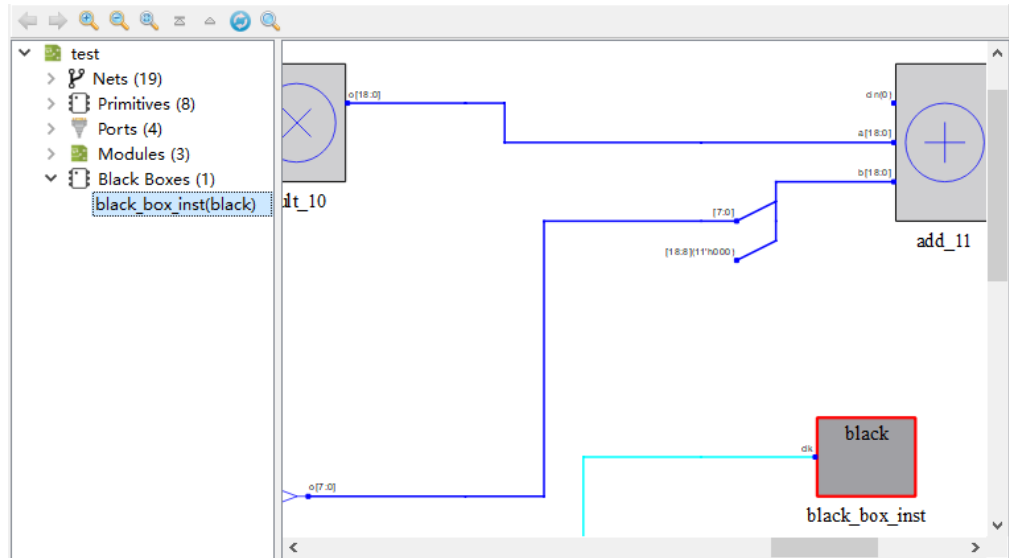 test
Nets (19)
Primitives (8)
Ports (4)
Modules (3)
Black Boxes (1)
black_box_inst(black)
o[18:0]
ult_10
cin(0)
a[18:0]
b[18:0]
[7:0]
[18:8](11'h000)
add_11
o[7:0]
black
clk
black_box_inst